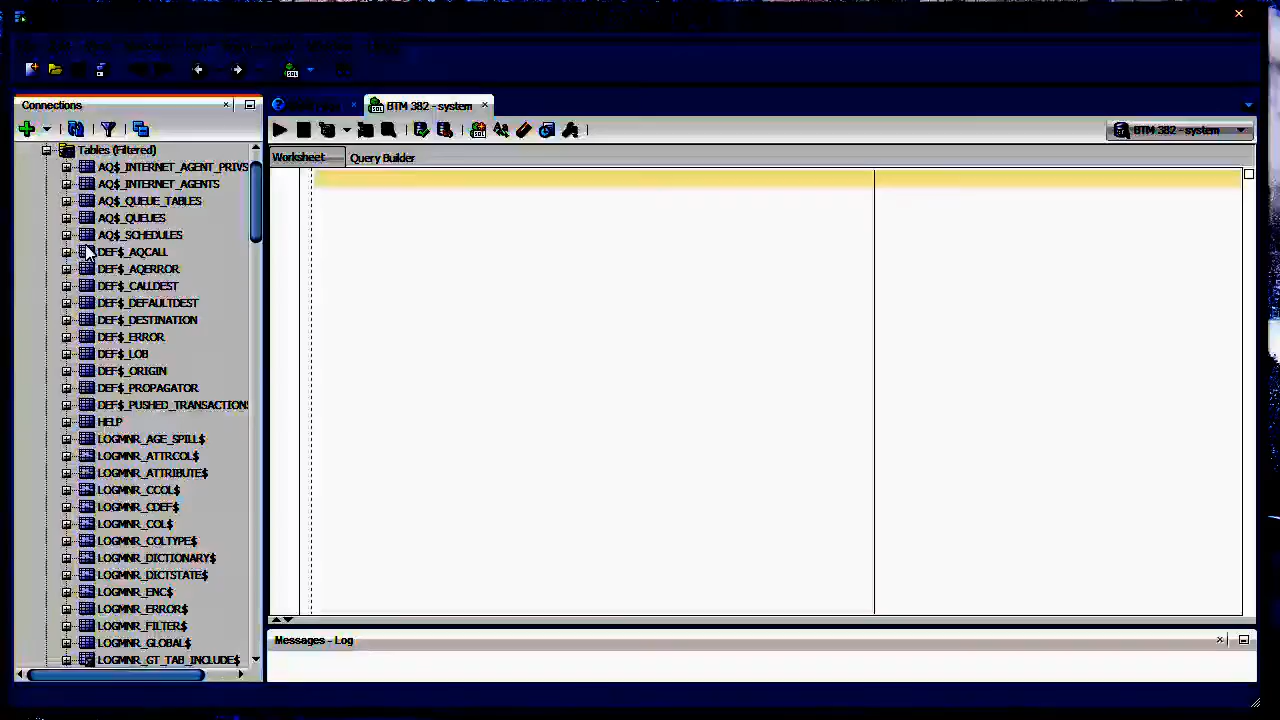 Connections
BTM 382 - system
BTM 382 - system
Worksheet
Query Builder
Tables (Filtered)
AQ$_INTERNET_AGENT_PRIVS
AQ$_INTERNET_AGENTS
AQ$_QUEUE_TABLES
AQ$_QUEUES
AQ$_SCHEDULES
DEF$_AQCALL
DEF$_AQERROR
DEF$_CALLDEST
DEF$_DEFAULTDEST
DEF$_DESTINATION
DEF$_ERROR
DEF$_LOB
DEF$_ORIGIN
DEF$_PROPAGATOR
DEF$_PUSHED_TRANSACTIONS
HELP
LOGMNR_AGE_SPILL$
LOGMNR_ATTRCOL$
LOGMNR_ATTRIBUTE$
LOGMNR_CCOL$
LOGMNR_CDEF$
LOGMNR_COL$
LOGMNR_COLTYPE$
LOGMNR_DICTIONARY$
LOGMNR_DICTSTATE$
LOGMNR_ENC$
LOGMNR_ERROR$
LOGMNR_FILTER$
LOGMNR_GLOBAL$
LOGMNR_GT_TAB_INCLUDE$
Messages - Log